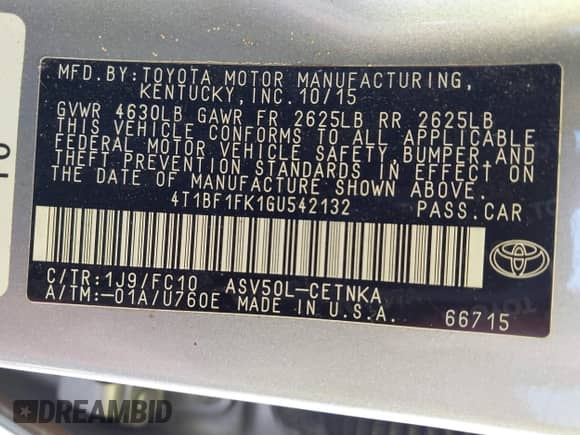 MFD.BY:TOYOTA MOTOR MANUFACTURING,
KENTUCKY, INC.10/15
GVWR 4630LB GAWR FR 2625LB RR 2625LB
THIS VEHICLE CONFORMS TO ALL APPLICABLE
FEDERAL MOTOR VEHICLE SAFETY,BUMPER,AND
THEFT PREVENTION STANDARDS IN EFFECT ON
THE DATE OF MANUFACTURE SHOWN ABOVE.
4T1BF1FK1GU542132 PASS.CAR
C/TR:1J9/FC10 ASV50L-CETNKA
A/TM:-01A/U760E MADE IN U.S.A. 66715
DREAMBID